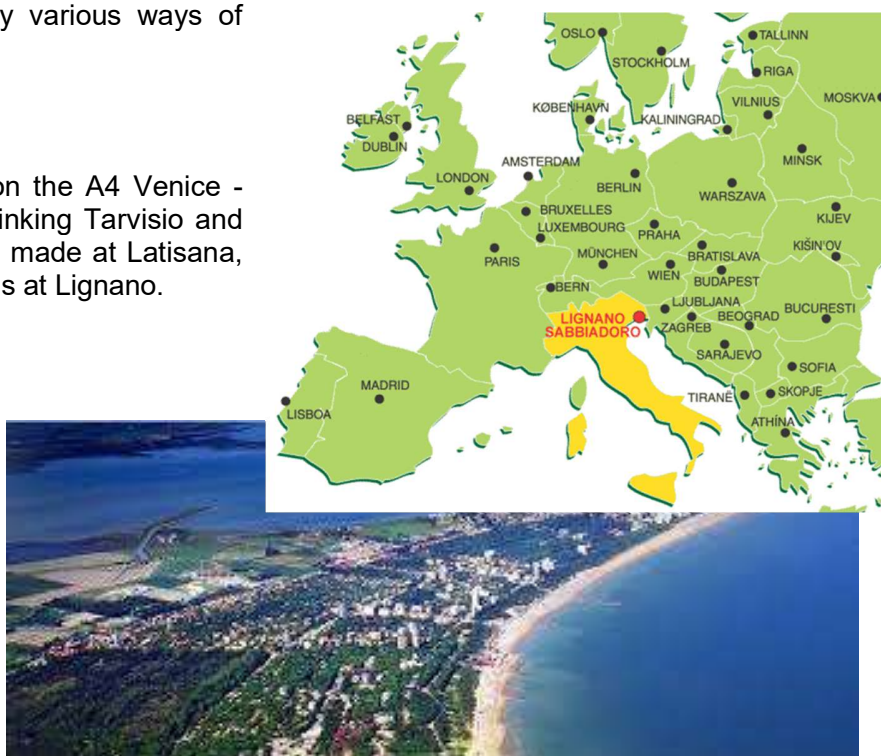 y various ways of
on the A4 Venice -
inking Tarvisio and
made at Latisana,
s at Lignano.
OSLO
STOCKHOLM
TALLINN
RIGA
VILNIUS
MOSKVA
KØBENHAVN
KALININGRAD
BELFAST
DUBLIN
MINSK
AMSTERDAM
LONDON
BERLIN
WARSZAVA
BRUXELLES
KIJEV
LUXEMBOURG
PRAHA
PARIS
MÜNCHEN
BRATISLAVA
KIŠIN'OV
WIEN
BUDAPEST
BERN
LJUBLJANA
LIGNANO
SABBIADORO
ZAGREB
BEOGRAD
BUCURESTI
SARAJEVO
SOFIA
MADRID
TIRANË
SKOPJE
LISBOA
ATHÍNA